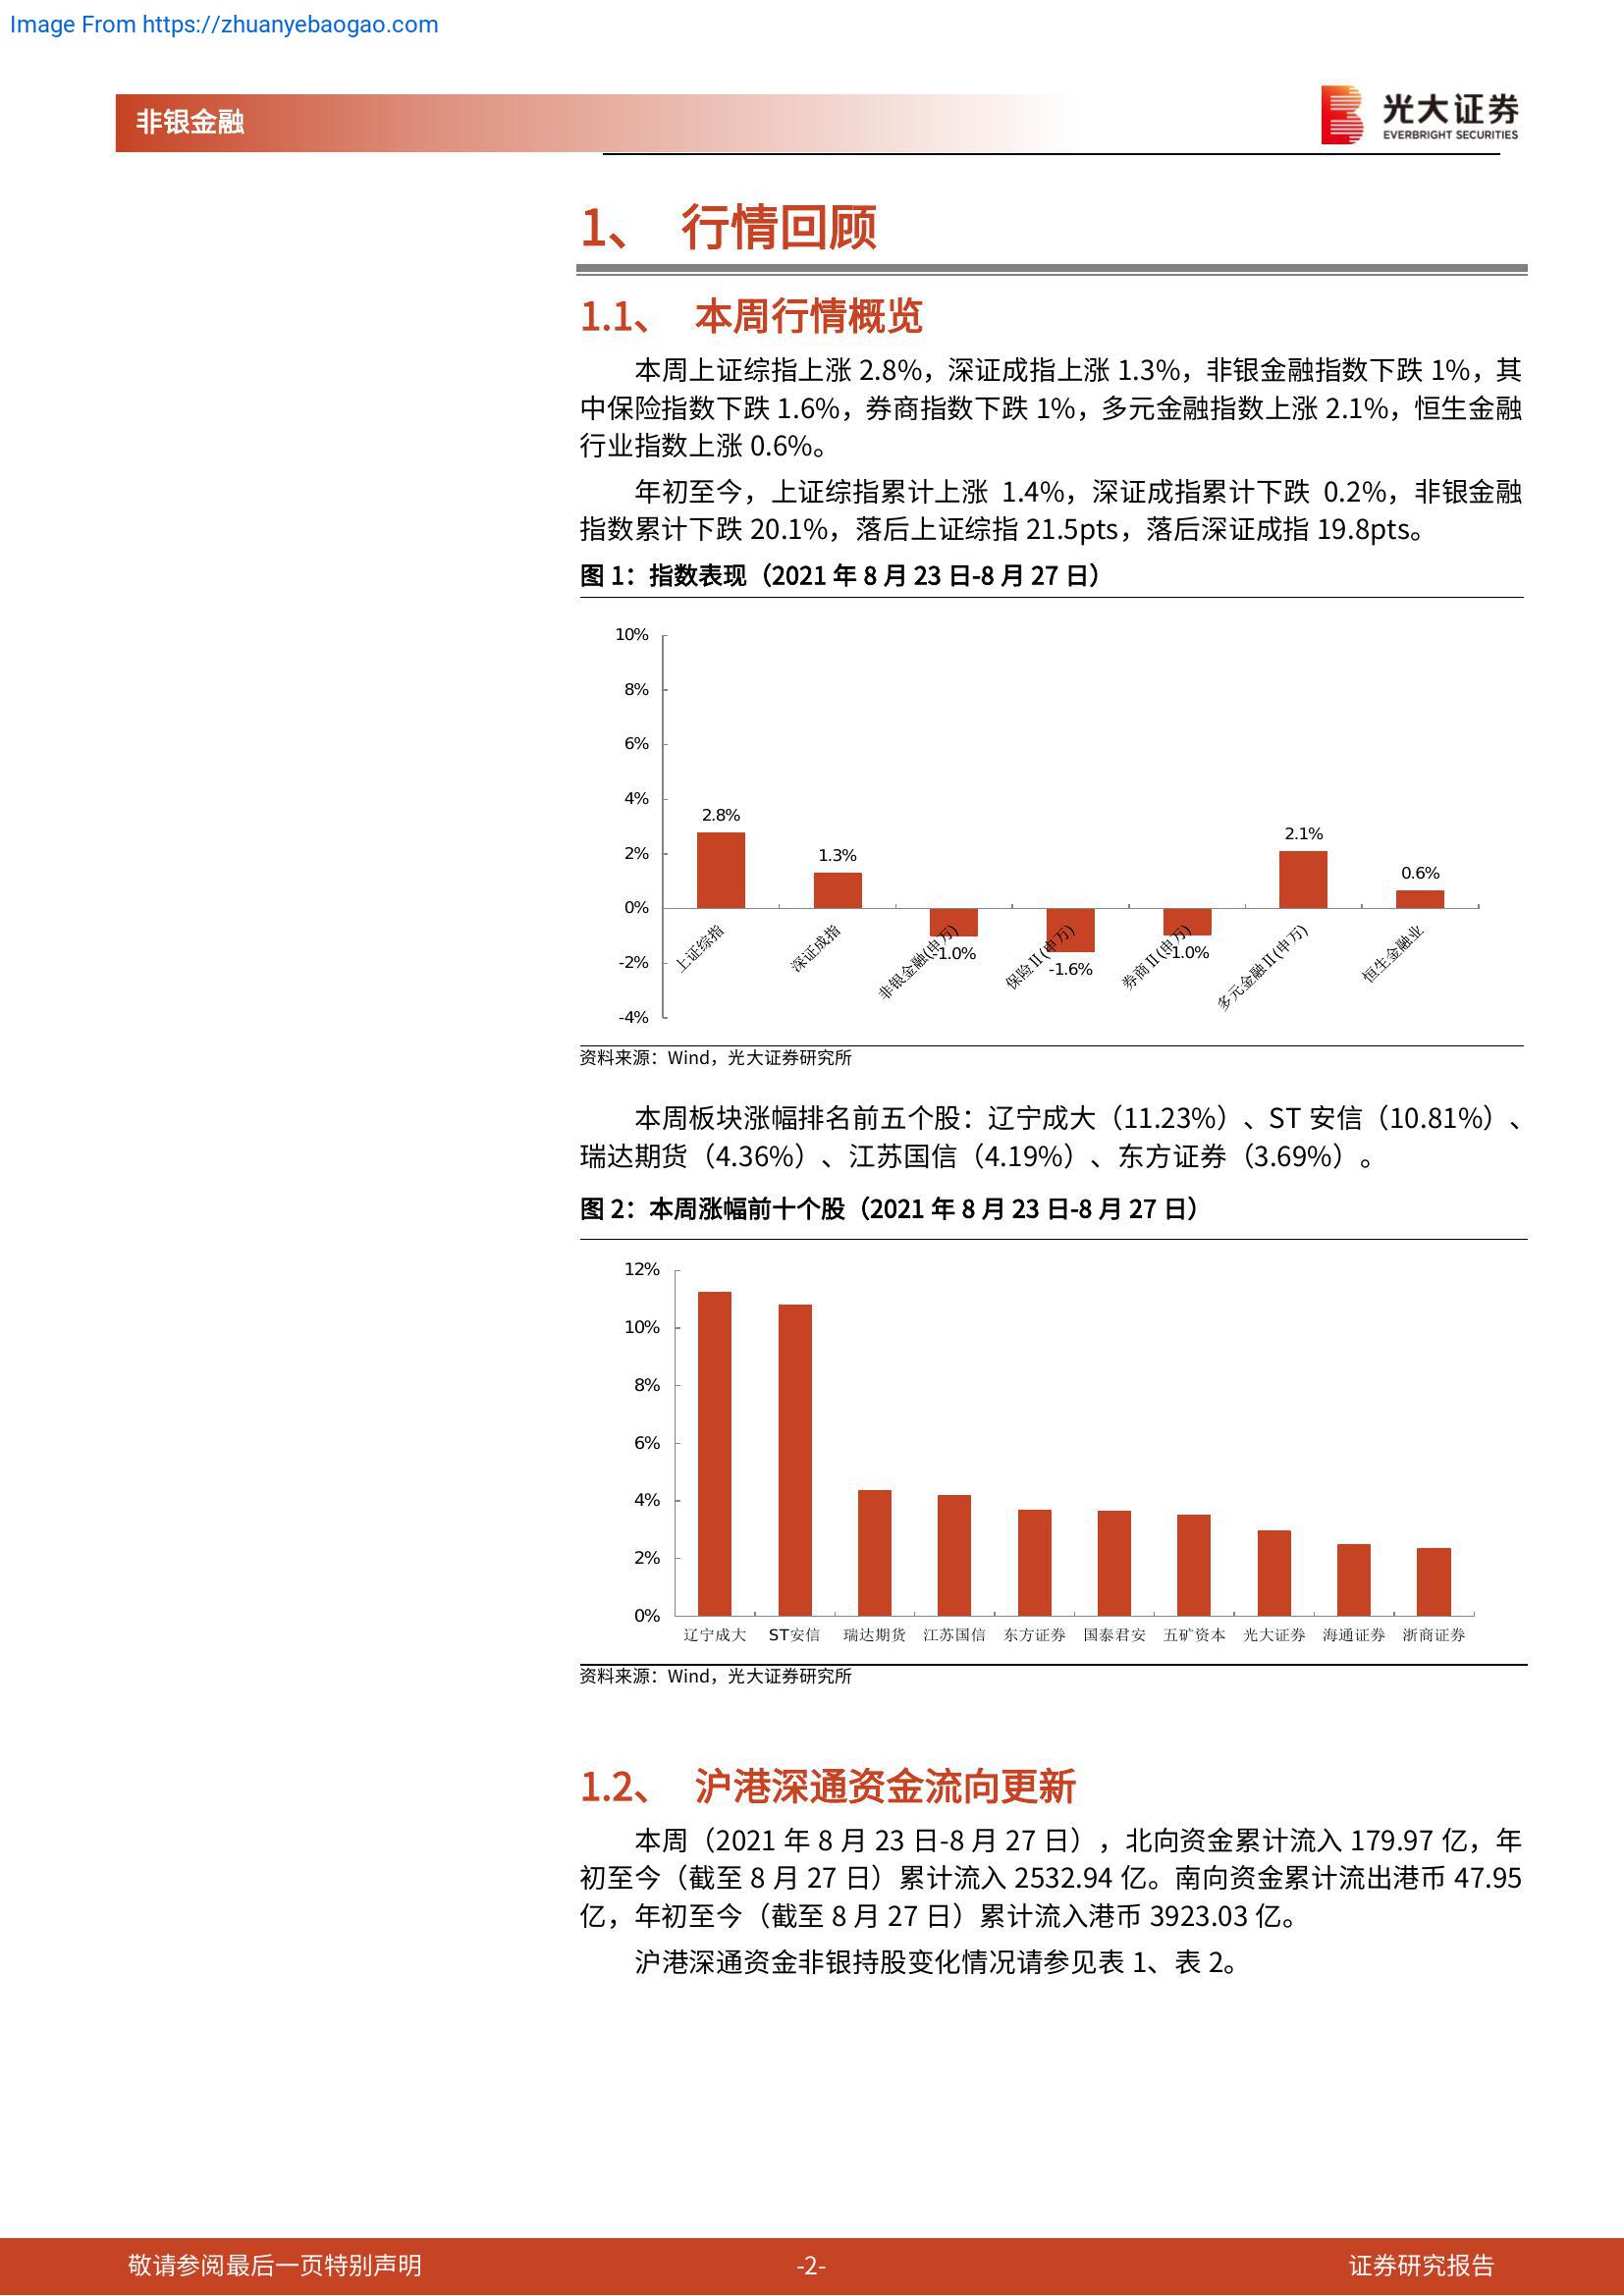 Image From https://zhuanyebaogao.com
非银金融
光大证券
EVERBRIGHT SECURITIES
1、 行情回顾
1.1、 本周行情概览
本周上证综指上涨 2.8%，深证成指上涨 1.3%，非银金融指数下跌 1%，其
中保险指数下跌 1.6%，券商指数下跌 1%，多元金融指数上涨 2.1%，恒生金融
行业指数上涨 0.6%。
年初至今，上证综指累计上涨 1.4%，深证成指累计下跌 0.2%，非银金融
指数累计下跌 20.1%，落后上证综指 21.5pts，落后深证成指 19.8pts。
图 1：指数表现（2021 年 8 月 23 日-8 月 27 日）
10%
8%
6%
4%
2%
0%
-2%
-4%
2.8%
1.3%
-1.0%
-1.6%
-1.0%
2.1%
0.6%
上证综指
深证成指
非银金融(申万)
保险Ⅱ(申万)
券商Ⅱ(申万)
多元金融Ⅱ(申万)
恒生金融业
资料来源：Wind，光大证券研究所
本周板块涨幅排名前五个股：辽宁成大（11.23%）、ST 安信（10.81%）、
瑞达期货（4.36%）、江苏国信（4.19%）、东方证券（3.69%）。
图 2：本周涨幅前十个股（2021 年 8 月 23 日-8 月 27 日）
12%
10%
8%
6%
4%
2%
0%
辽宁成大 ST安信 瑞达期货 江苏国信 东方证券 国泰君安 五矿资本 光大证券 海通证券 浙商证券
资料来源：Wind，光大证券研究所
1.2、 沪港深通资金流向更新
本周（2021 年 8 月 23 日-8 月 27 日），北向资金累计流入 179.97 亿，年
初至今（截至 8 月 27 日）累计流入 2532.94 亿。南向资金累计流出港币 47.95
亿，年初至今（截至 8 月 27 日）累计流入港币 3923.03 亿。
沪港深通资金非银持股变化情况请参见表 1、表 2。
敬请参阅最后一页特别声明 -2- 证券研究报告